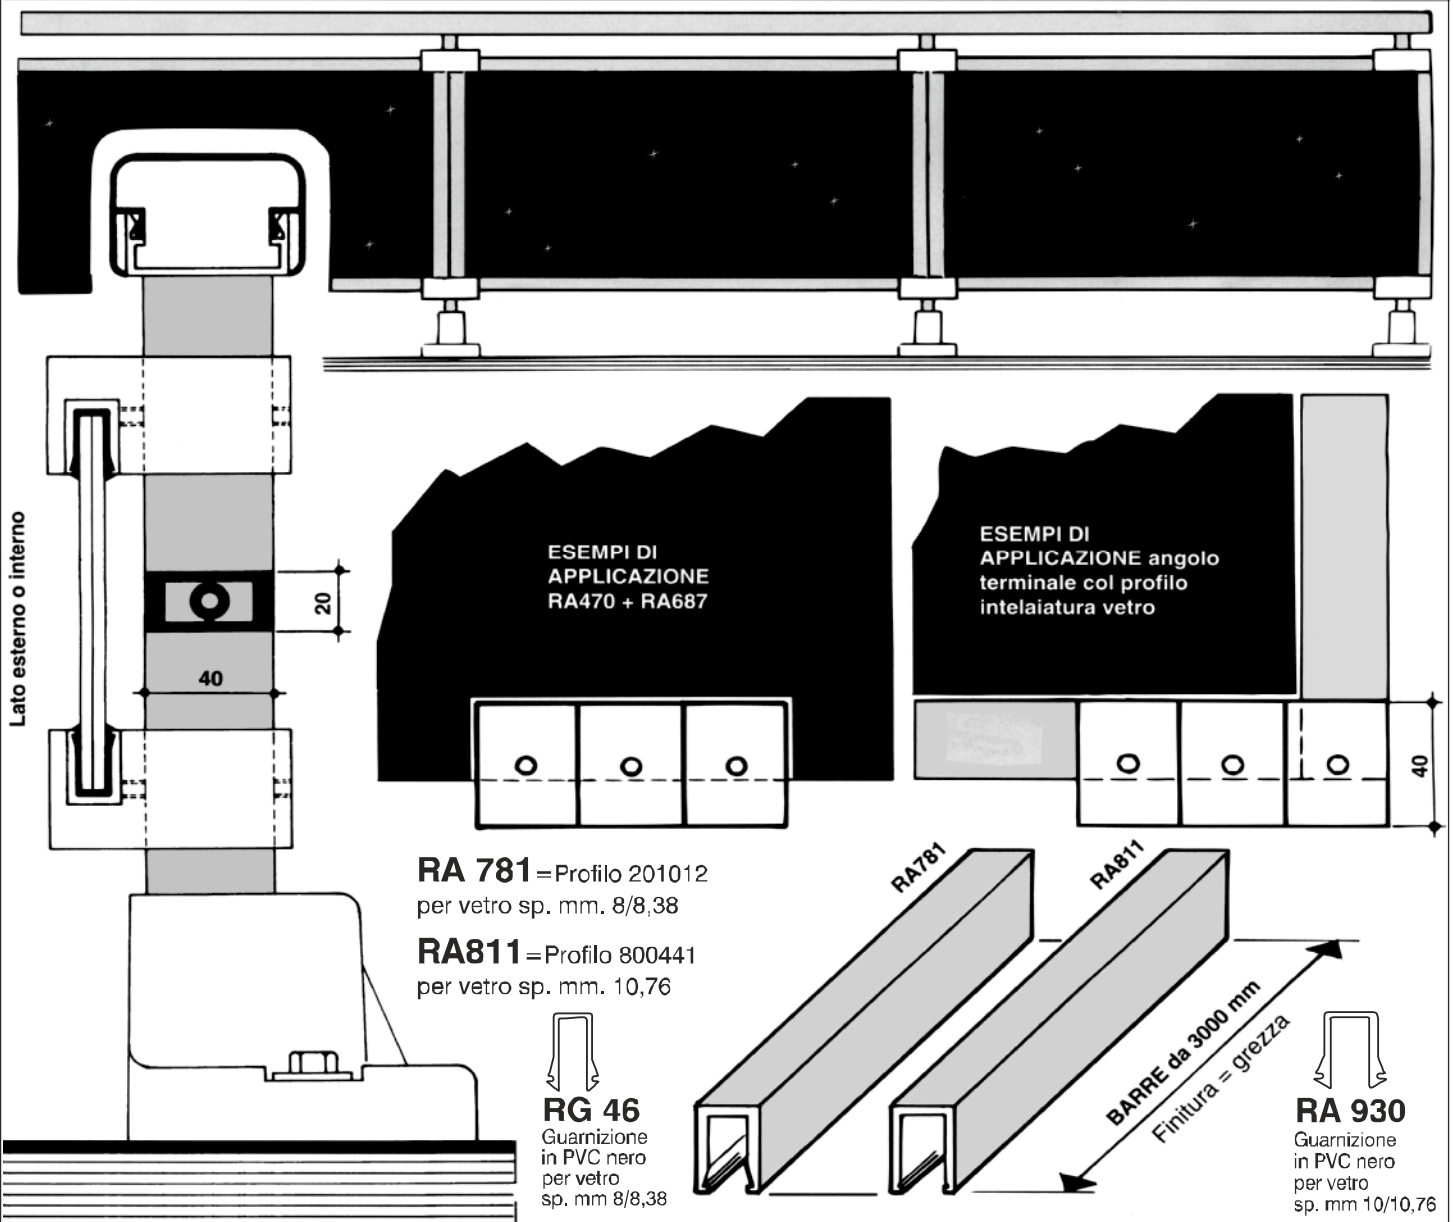 Lato esterno o interno
20
40
ESEMPI DI
APPLICAZIONE
RA470 + RA687
ESEMPI DI
APPLICAZIONE angolo
terminale col profilo
intelaiatura vetro
40
RA 781=Profilo 201012
per vetro sp. mm. 8/8,38
RA811=Profilo 800441
per vetro sp. mm. 10,76
RG 46
Guarnizione
in PVC nero
per vetro
sp. mm 8/8,38
RA781
RA811
BARRE da 3000 mm
Finitura = grezza
RA 930
Guarnizione
in PVC nero
per vetro
sp. mm 10/10,76